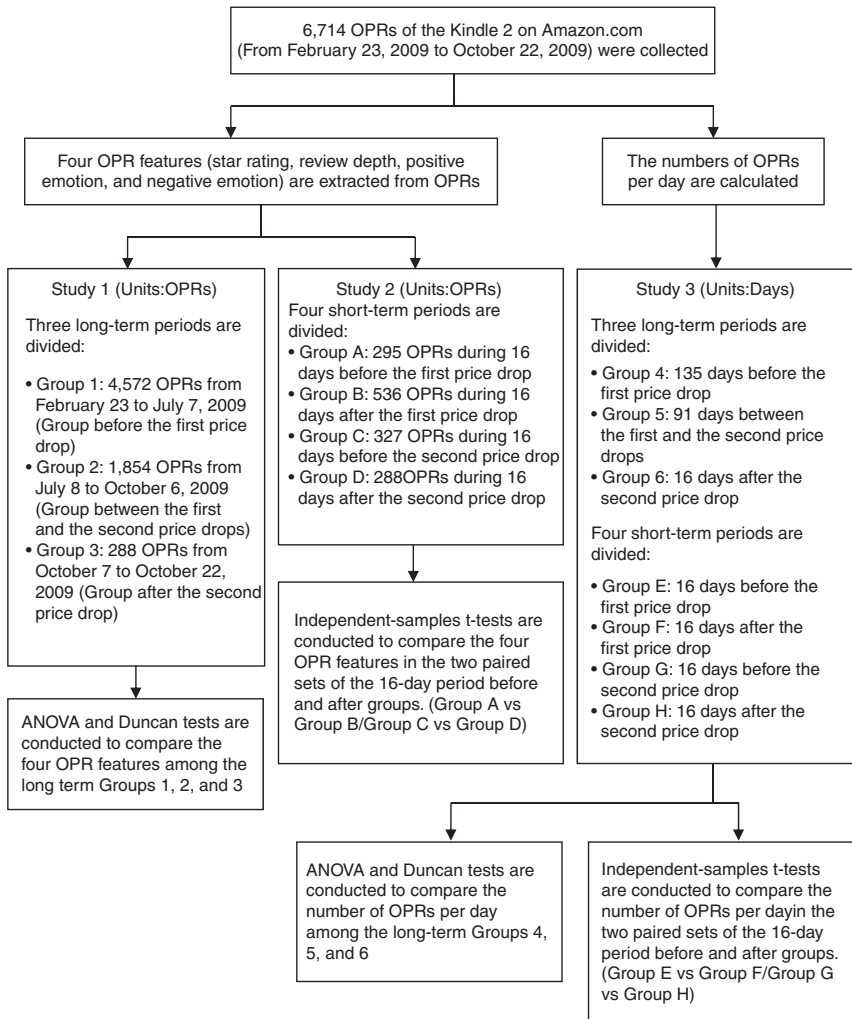 6,714 OPRs of the Kindle 2 on Amazon.com
(From February 23, 2009 to October 22, 2009) were collected
Four OPR features (star rating, review depth, positive
emotion, and negative emotion) are extracted from OPRs
The numbers of OPRs
per day are calculated
Study 1 (Units:OPRs)
Three long-term periods are
divided:
• Group 1: 4,572 OPRs from
February 23 to July 7, 2009
(Group before the first price
drop)
• Group 2: 1,854 OPRs from
July 8 to October 6, 2009
(Group between the first
and the second price drops)
• Group 3: 288 OPRs from
October 7 to October 22,
2009 (Group after the second
price drop)
Study 2 (Units:OPRs)
Four short-term periods are
divided:
• Group A: 295 OPRs during 16
days before the first price drop
• Group B: 536 OPRs during 16
days after the first price drop
• Group C: 327 OPRs during 16
days before the second price drop
• Group D: 288OPRs during 16
days after the second price drop
Study 3 (Units:Days)
Three long-term periods are
divided:
• Group 4: 135 days before the
first price drop
• Group 5: 91 days between
the first and the second price
drops
• Group 6: 16 days after the
second price drop
Four short-term periods are
divided:
• Group E: 16 days before the
first price drop
• Group F: 16 days after the
first price drop
• Group G: 16 days before the
second price drop
• Group H: 16 days after the
second price drop
ANOVA and Duncan tests are
conducted to compare the
four OPR features among the
long term Groups 1, 2, and 3
Independent-samples t-tests are
conducted to compare the four
OPR features in the two paired
sets of the 16-day period before
and after groups. (Group A vs
Group B/Group C vs Group D)
ANOVA and Duncan tests are
conducted to compare the
number of OPRs per day
among the long-term Groups 4,
5, and 6
Independent-samples t-tests
are conducted to compare the
number of OPRs per dayin the
two paired sets of the 16-day
period before and after groups.
(Group E vs Group F/Group G
vs Group H)